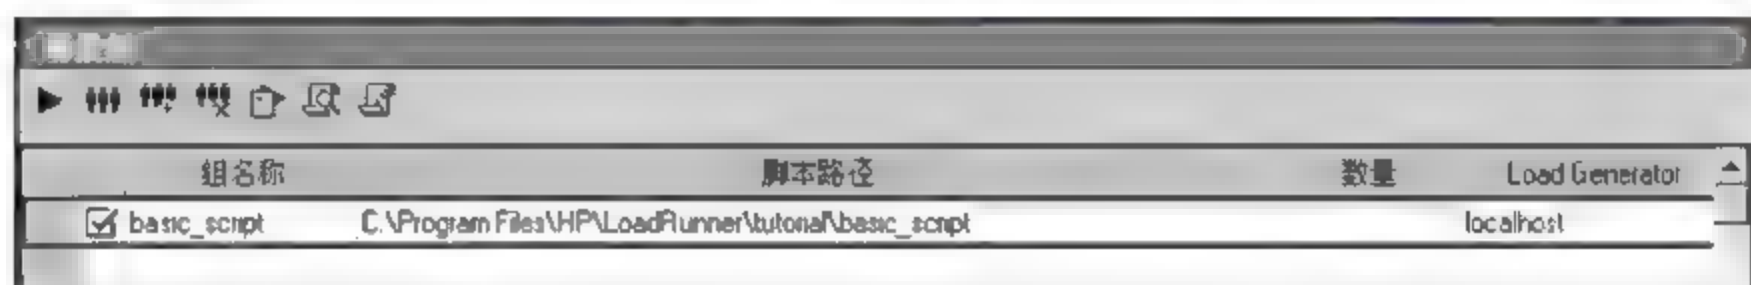 组名称 脚本路径 数量 Load Generator
basic_script C:\Program Files\HP\LoadRunner\tutorial\basic_script localhost